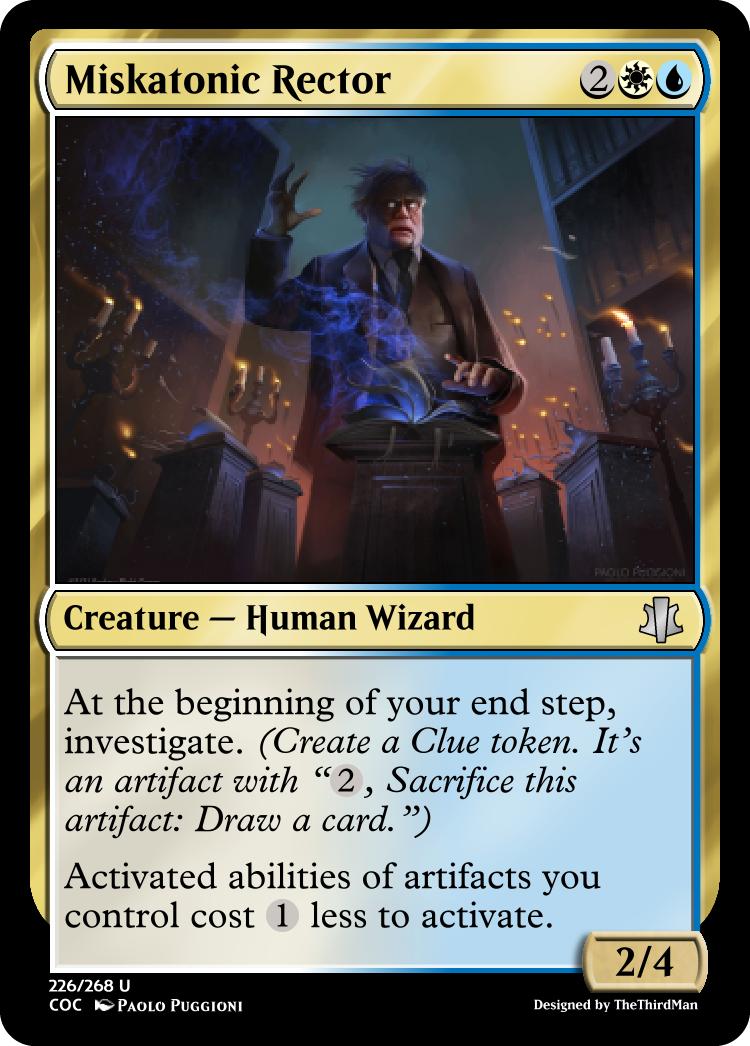 Miskatonic Rector 2
PAOLO PUGGIONI
Creature — Human Wizard
At the beginning of your end step,
investigate. (Create a Clue token. It's
an artifact with “2, Sacrifice this
artifact: Draw a card.”)
Activated abilities of artifacts you
control cost 1 less to activate.
2/4
226/268 U
COC PAOLO PUGGIONI
Designed by TheThirdMan